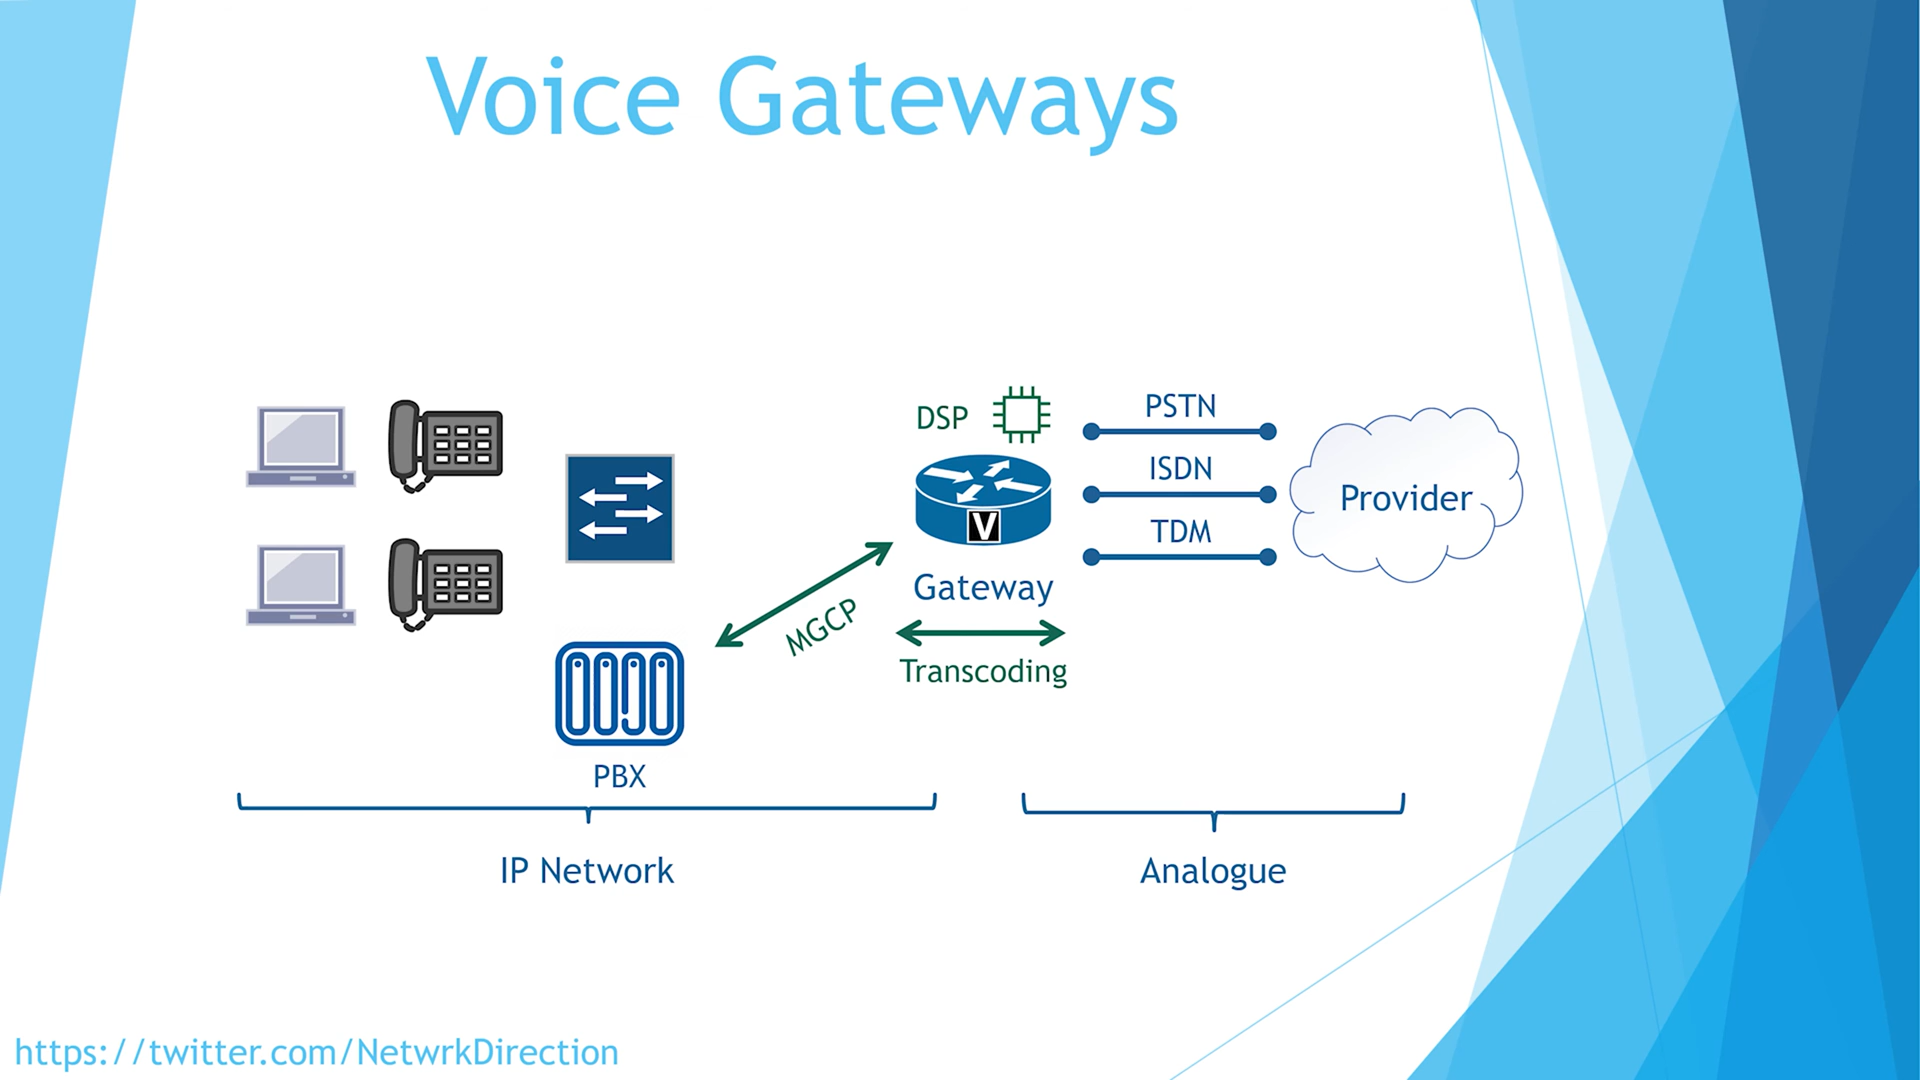 Voice Gateways
DSP
PSTN
ISDN
TDM
Provider
V
Gateway
MGCP
Transcoding
PBX
IP Network
Analogue
https://twitter.com/NetwrkDirection